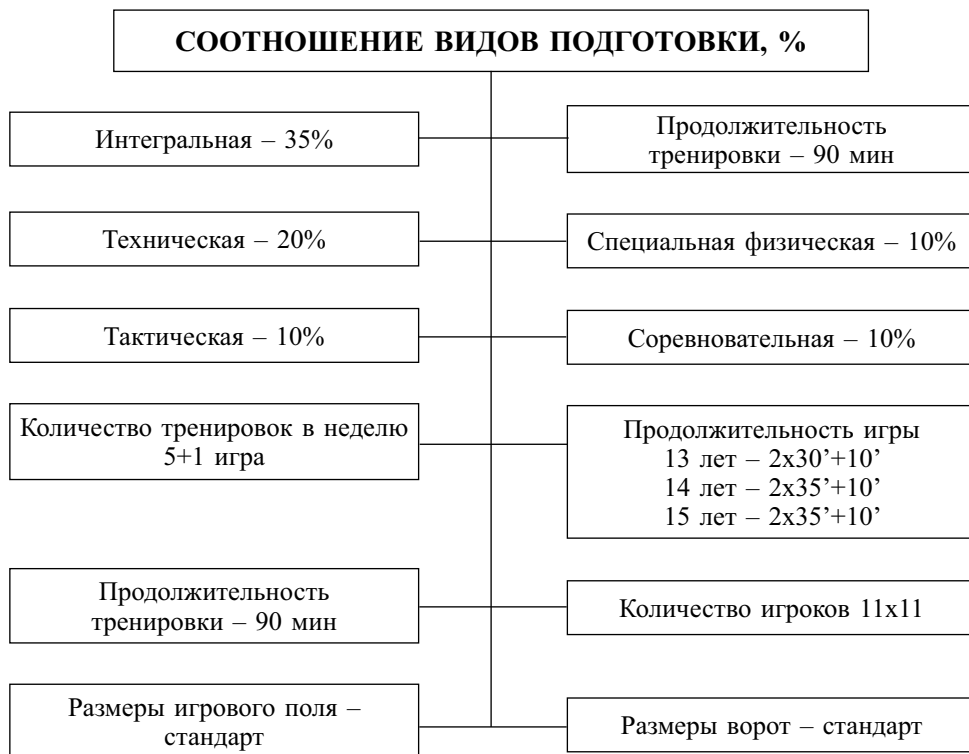 СООТНОШЕНИЕ ВИДОВ ПОДГОТОВКИ, %
Интегральная – 35%
Продолжительность
тренировки – 90 мин
Техническая – 20%
Специальная физическая – 10%
Тактическая – 10%
Соревновательная – 10%
Количество тренировок в неделю
5+1 игра
Продолжительность игры
13 лет – 2х30’+10’
14 лет – 2х35’+10’
15 лет – 2х35’+10’
Продолжительность
тренировки – 90 мин
Количество игроков 11х11
Размеры игрового поля –
стандарт
Размеры ворот – стандарт